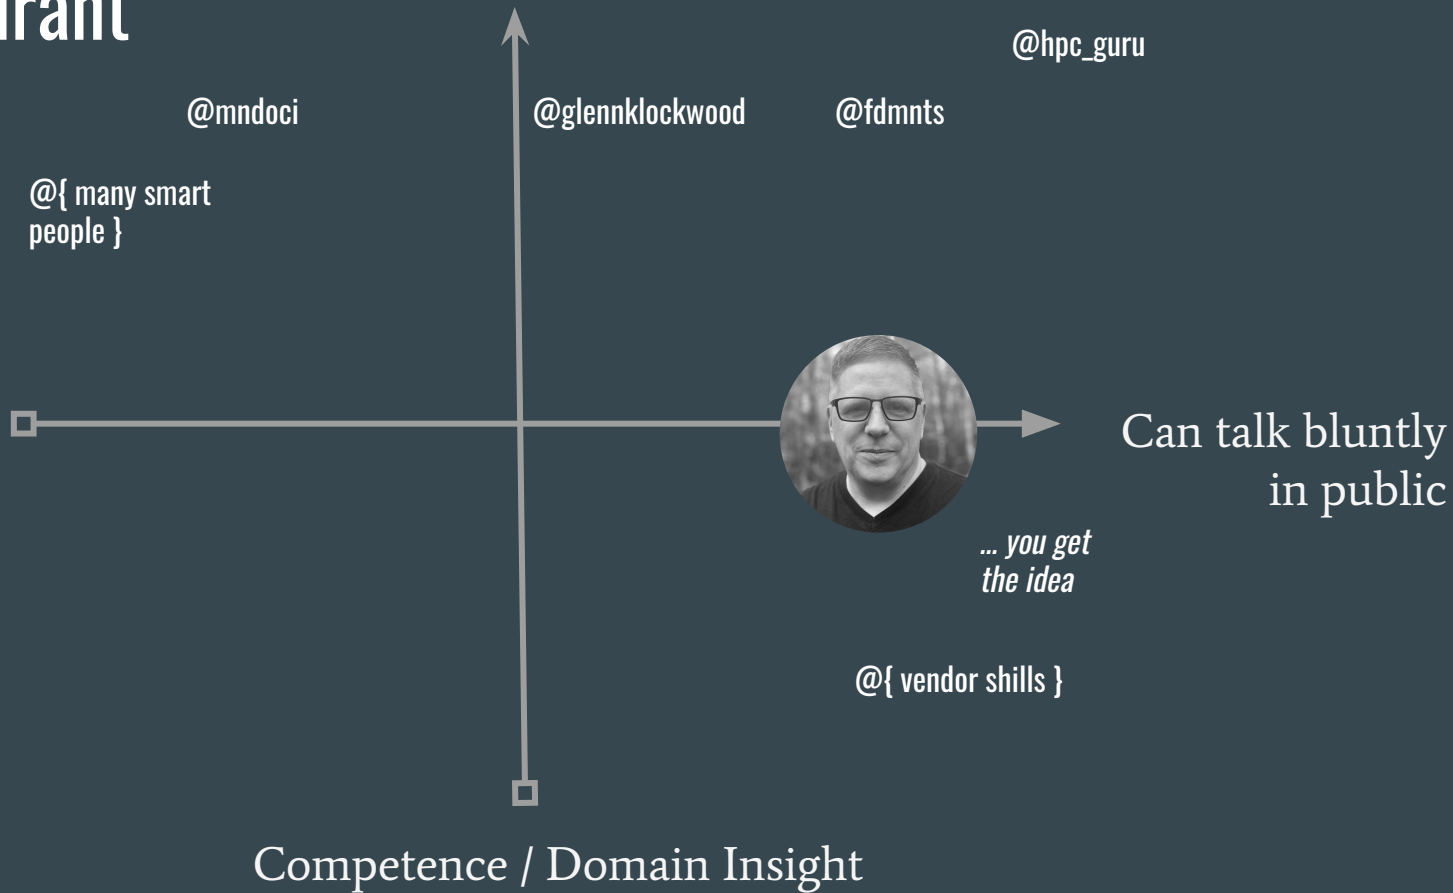 @hpc_guru
@mndoci
@glennklockwood
@fdmnts
@{ many smart
people }
Can talk bluntly
in public
... you get
the idea
@{ vendor shills }
Competence / Domain Insight